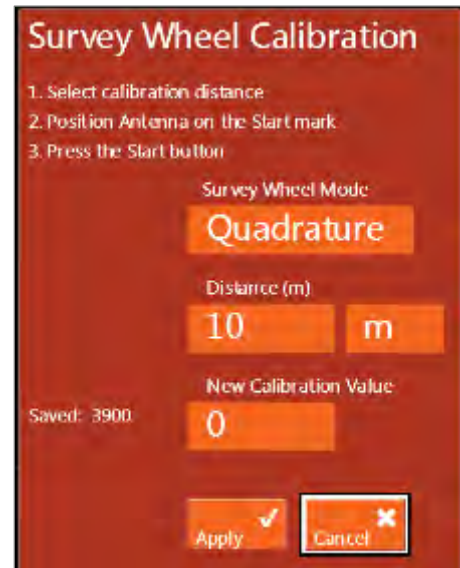 Survey Wheel Calibration
1. Select calibration distance
2. Position Antenna on the Start mark
3. Press the Start button
Survey Wheel Mode
Quadrature
Distance (m)
10 m
New Calibration Value
Saved: 3900 0
Apply Cancel